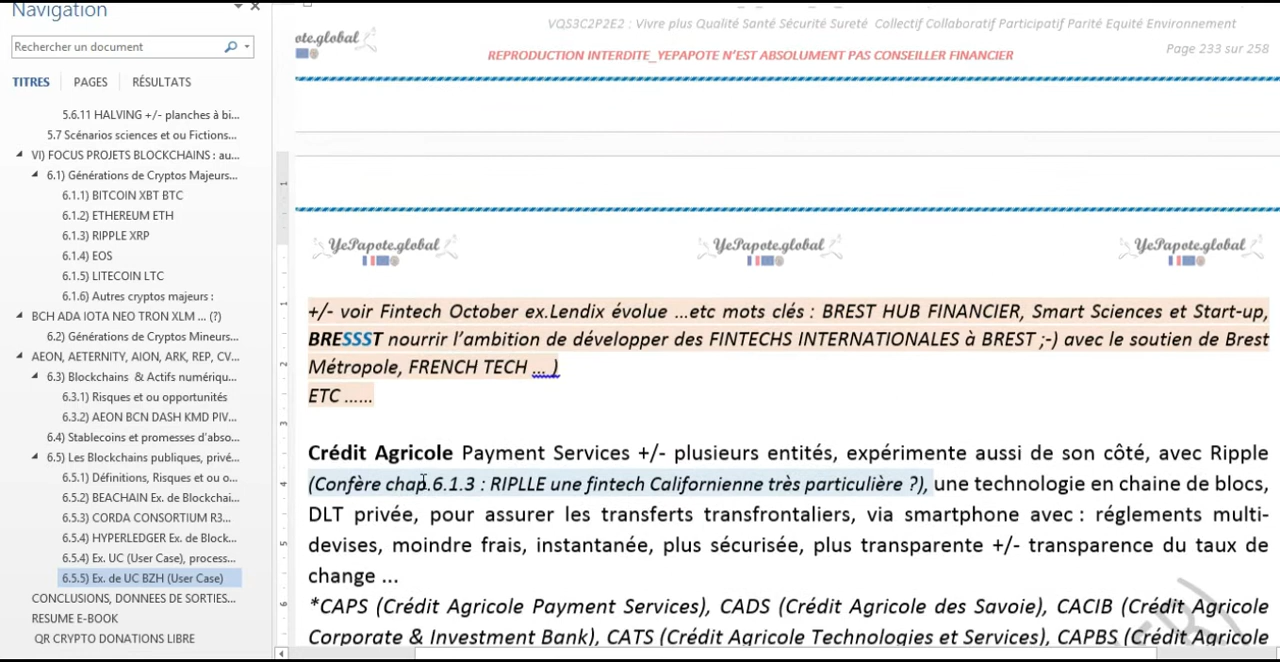 Navigation
Rechercher un document
TITRES PAGES RÉSULTATS
5.6.11 HALVING +/- planches à bi...
5.7 Scénarios sciences et ou Fictions...
VI) FOCUS PROJETS BLOCKCHAINS : au...
6.1) Générations de Cryptos Majeurs...
6.1.1) BITCOIN XBT BTC
6.1.2) ETHEREUM ETH
6.1.3) RIPPLE XRP
6.1.4) EOS
6.1.5) LITECOIN LTC
6.1.6) Autres cryptos majeurs :
BCH ADA IOTA NEO TRON XLM ... (?)
6.2) Générations de Cryptos Mineurs...
AEON, AETERNITY, AION, ARK, REP, CV...
6.3) Blockchains & Actifs numériqu...
6.3.1) Risques et ou opportunités
6.3.2) AEON BCN DASH KMD PIV...
6.4) Stablecoins et promesses d'abso...
6.5) Les Blockchains publiques, privé...
6.5.1) Définitions, Risques et ou o...
6.5.2) BEACHAIN Ex. de Blockchai...
6.5.3) CORDA CONSORTIUM R3...
6.5.4) HYPERLEDGER Ex. de Block...
6.5.4) Ex. UC (User Case), process...
6.5.5) Ex. de UC BZH (User Case)
CONCLUSIONS, DONNEES DE SORTIES...
RESUME E-BOOK
QR CRYPTO DONATIONS LIBRE
VQS3C2P2E2 : Vivre plus Qualité Santé Sécurité Sureté Collectif Collaboratif Participatif Parité Equité Environnement
ote.global
REPRODUCTION INTERDITE_YEPAPOTE N'EST ABSOLUMENT PAS CONSEILLER FINANCIER
Page 233 sur 258
YePapote.global YePapote.global YePapote.global
+/- voir Fintech October ex.Lendix évolue ...etc mots clés : BREST HUB FINANCIER, Smart Sciences et Start-up,
BRESSST nourrir l'ambition de développer des FINTECHS INTERNATIONALES à BREST ;-) avec le soutien de Brest
Métropole, FRENCH TECH ... )
ETC ......
Crédit Agricole Payment Services +/- plusieurs entités, expérimente aussi de son côté, avec Ripple
(Confère chap.6.1.3 : RIPLLE une fintech Californienne très particulière ?), une technologie en chaine de blocs,
DLT privée, pour assurer les transferts transfrontaliers, via smartphone avec : réglements multi-
devises, moindre frais, instantanée, plus sécurisée, plus transparente +/- transparence du taux de
change ...
*CAPS (Crédit Agricole Payment Services), CADS (Crédit Agricole des Savoie), CACIB (Crédit Agricole
Corporate & Investment Bank), CATS (Crédit Agricole Technologies et Services), CAPBS (Crédit Agricole